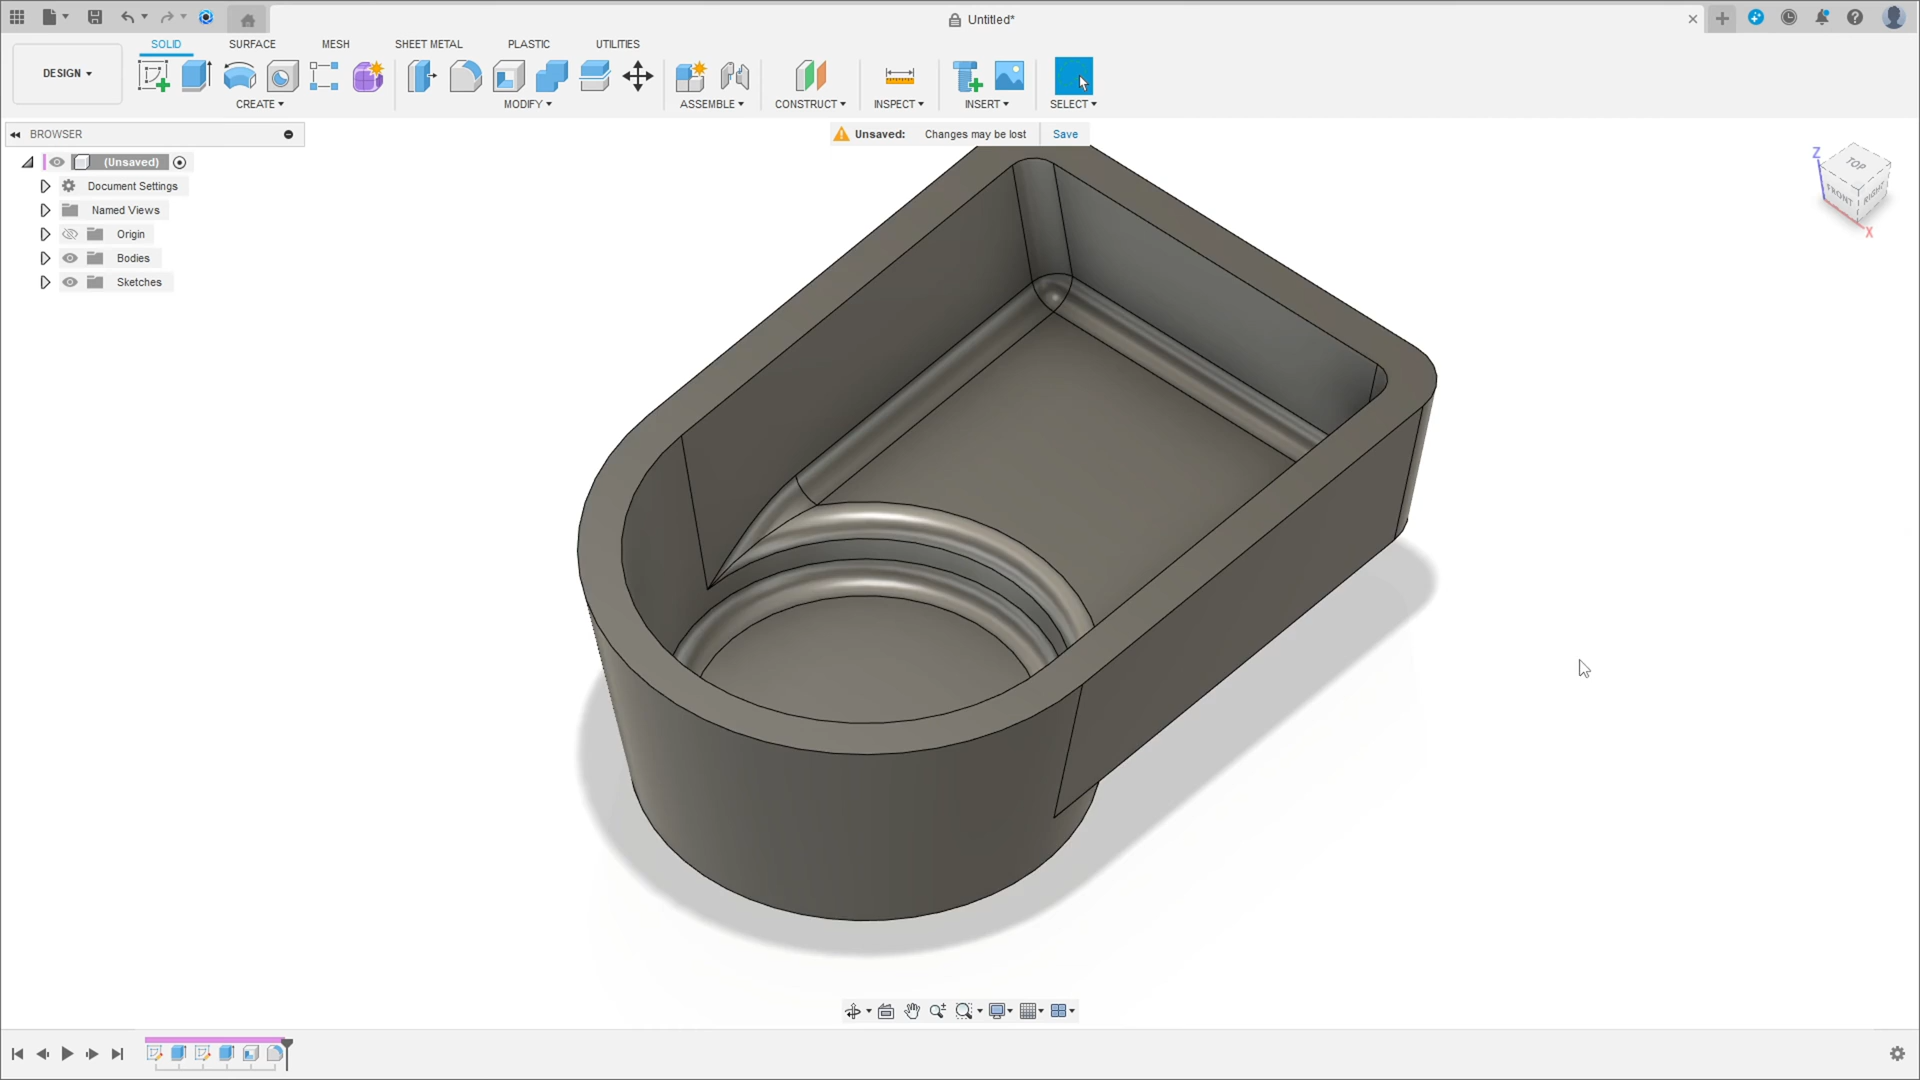 Untitled*
SOLID SURFACE MESH SHEET METAL PLASTIC UTILITIES
DESIGN
CREATE MODIFY ASSEMBLE CONSTRUCT INSPECT INSERT SELECT
BROWSER
Unsaved: Changes may be lost Save
(Unsaved)
Document Settings
Named Views
Origin
Bodies
Sketches
Z
TOP
FRONT
RIGHT
X